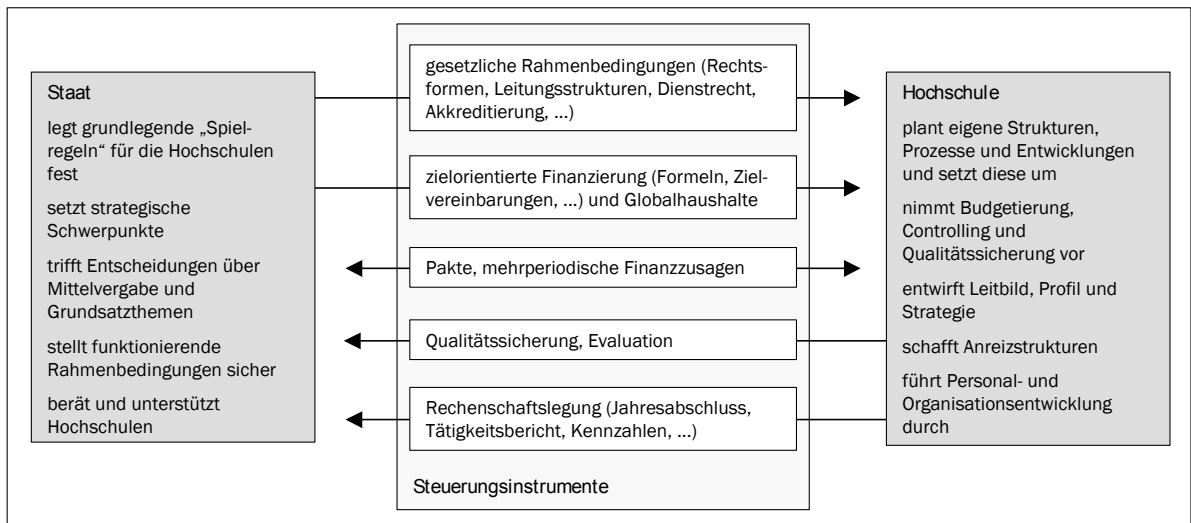 Staat
legt grundlegende „Spiel-
regeln“ für die Hochschulen
fest
setzt strategische
Schwerpunkte
trifft Entscheidungen über
Mittelvergabe und
Grundsatzthemen
stellt funktionierende
Rahmenbedingungen sicher
berät und unterstützt
Hochschulen
gesetzliche Rahmenbedingungen (Rechts-
formen, Leitungsstrukturen, Dienstrecht,
Akkreditierung, ...)
zielorientierte Finanzierung (Formeln, Ziel-
vereinbarungen, ...) und Globalhaushalte
Pakte, mehrperiodische Finanzzusagen
Qualitätssicherung, Evaluation
Rechenschaftslegung (Jahresabschluss,
Tätigkeitsbericht, Kennzahlen, ...)
Steuerungsinstrumente
Hochschule
plant eigene Strukturen,
Prozesse und Entwicklungen
und setzt diese um
nimmt Budgetierung,
Controlling und
Qualitätssicherung vor
entwirft Leitbild, Profil und
Strategie
schafft Anreizstrukturen
führt Personal- und
Organisationsentwicklung
durch